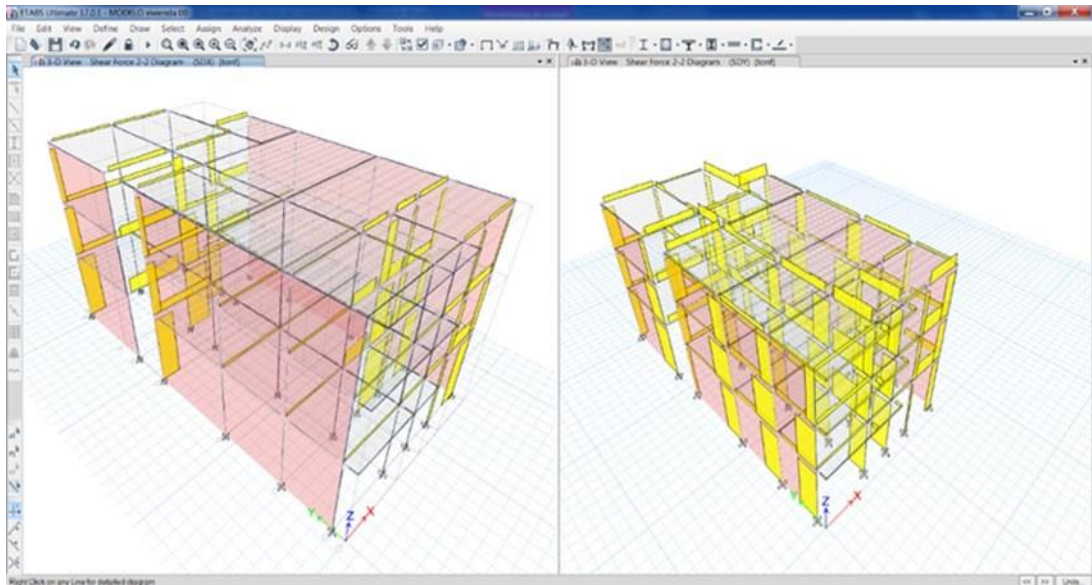 ETABS Ultimate 17.0.1 - MODELO vivienda 00
File Edit View Define Draw Select Assign Analyze Display Design Options Tools Help
3-D View Shear Force 2-2 Diagram (SDX) [tonf]
3-D View Shear Force 2-2 Diagram (SDY) [tonf]
Y Z X
Y Z X
Right Click on any Line for detailed diagram
<< >> Units...